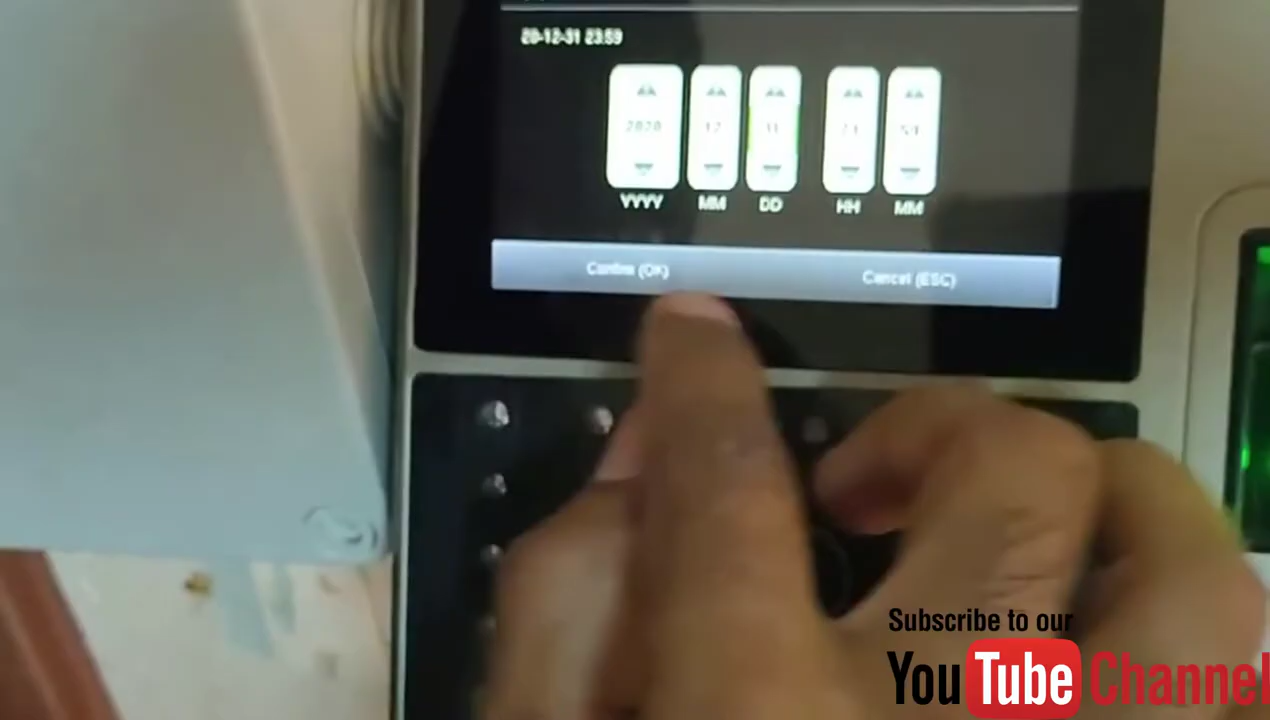 20-12-31 23:59
2020 12 31 23 59
YYYY MM DD HH MM
Confirm (OK) Cancel (ESC)
Subscribe to our
YouTube Channel